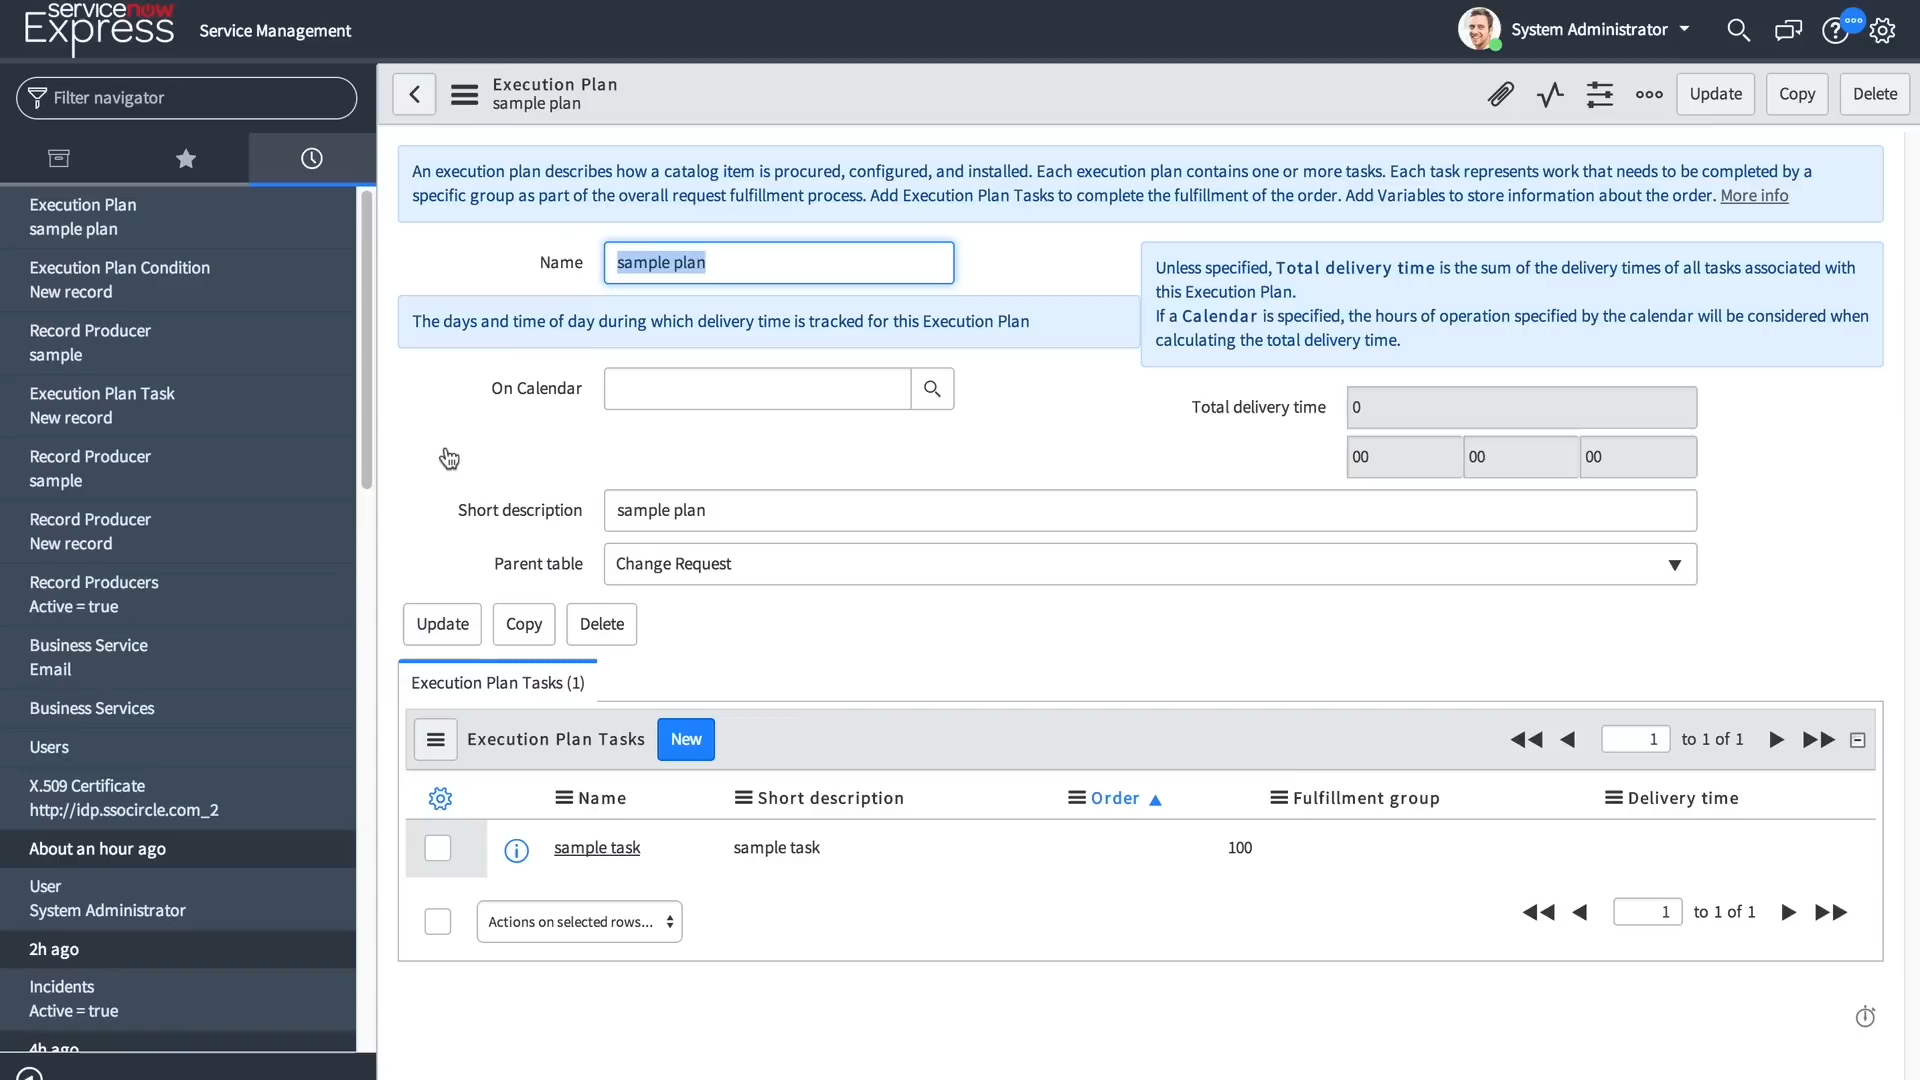 servicenow
Express
Service Management
System Administrator
Filter navigator
Execution Plan
sample plan
Update
Copy
Delete
Execution Plan
sample plan
Execution Plan Condition
New record
Record Producer
sample
Execution Plan Task
New record
Record Producer
sample
Record Producer
New record
Record Producers
Active = true
Business Service
Email
Business Services
Users
X.509 Certificate
http://idp.ssocircle.com_2
About an hour ago
User
System Administrator
2h ago
Incidents
Active = true
4h ago
An execution plan describes how a catalog item is procured, configured, and installed. Each execution plan contains one or more tasks. Each task represents work that needs to be completed by a
specific group as part of the overall request fulfillment process. Add Execution Plan Tasks to complete the fulfillment of the order. Add Variables to store information about the order. More info
Name
sample plan
Unless specified, Total delivery time is the sum of the delivery times of all tasks associated with
this Execution Plan.
If a Calendar is specified, the hours of operation specified by the calendar will be considered when
calculating the total delivery time.
The days and time of day during which delivery time is tracked for this Execution Plan
On Calendar
Total delivery time
0
00
00
00
Short description
sample plan
Parent table
Change Request
Update
Copy
Delete
Execution Plan Tasks (1)
Execution Plan Tasks
New
1
to 1 of 1
Name
Short description
Order
Fulfillment group
Delivery time
sample task
sample task
100
Actions on selected rows...
1
to 1 of 1